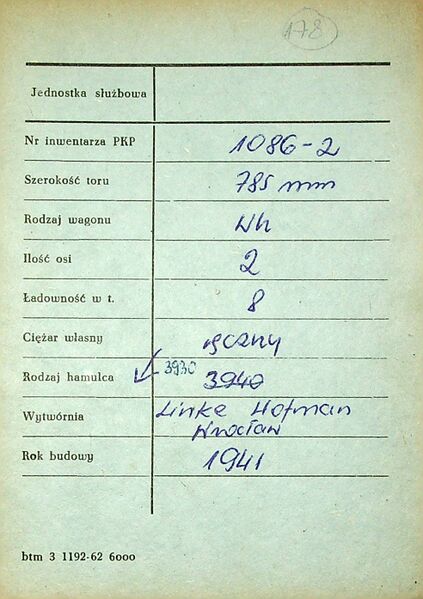 178
Jednostka służbowa
Nr inwentarza PKP 1086-2
Szerokość toru 785 mm
Rodzaj wagonu Wh
Ilość osi 2
Ładowność w t. 8
Ciężar własny ręczny
Rodzaj hamulca 3930 3940
Wytwórnia Linke Hofman
Wrocław
Rok budowy 1941
btm 3 1192-62 6000